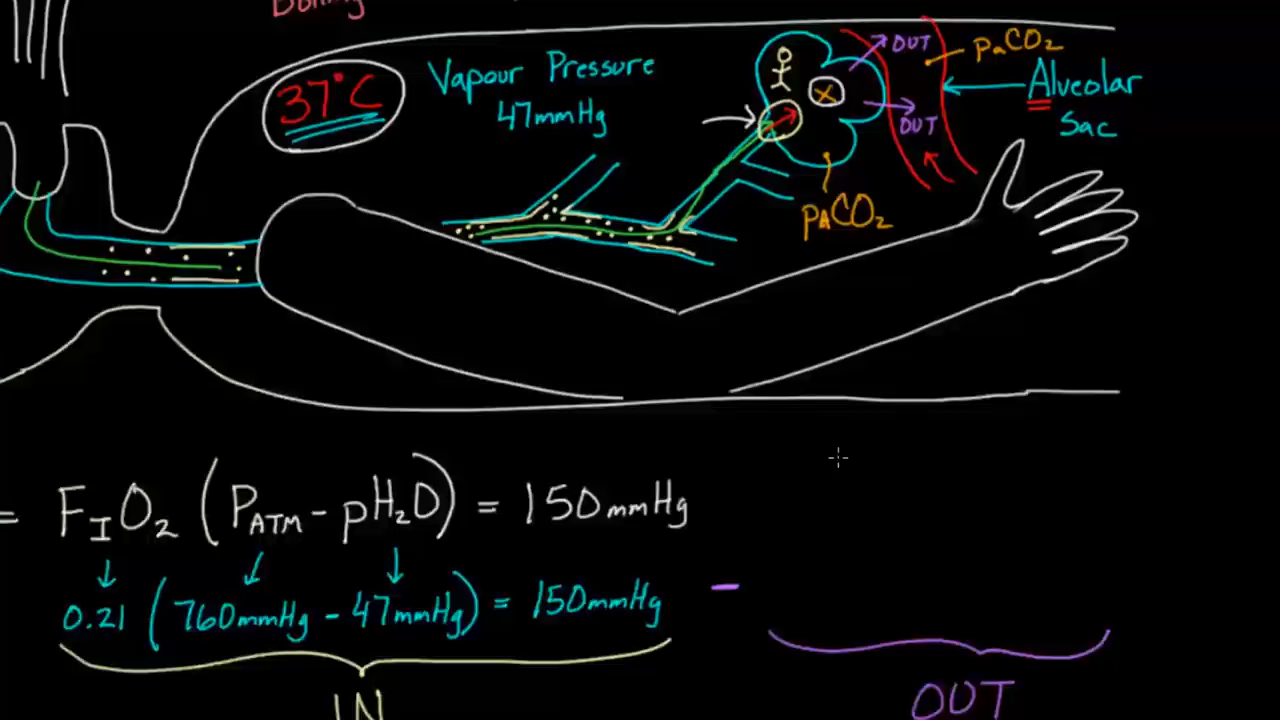 Boiling
37°C
Vapour Pressure
47mmHg
OUT
paCO2
OUT
Alveolar
Sac
X
pACO2
= FIO2 (PATM - pH2O) = 150mmHg
0.21 (760mmHg - 47mmHg) = 150mmHg -
IN
OUT